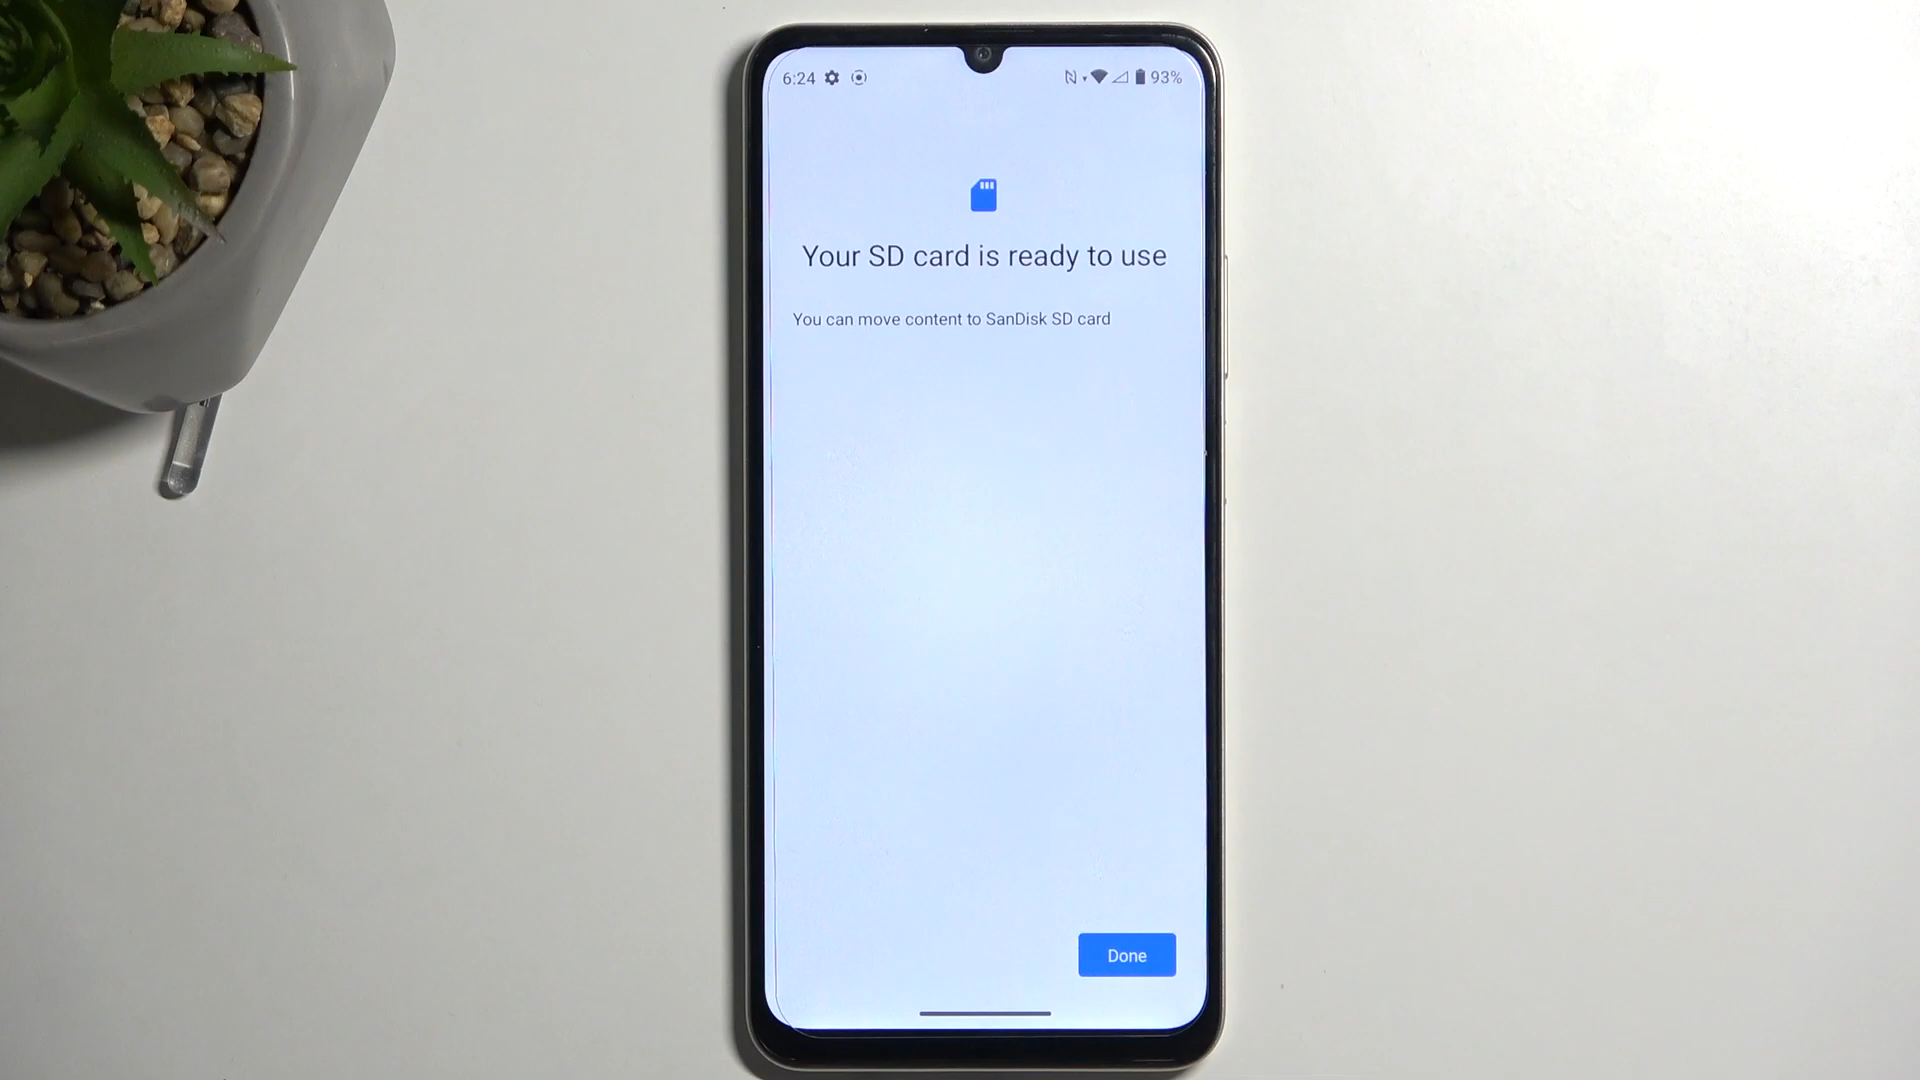 6:24
93%
Your SD card is ready to use
You can move content to SanDisk SD card
Done